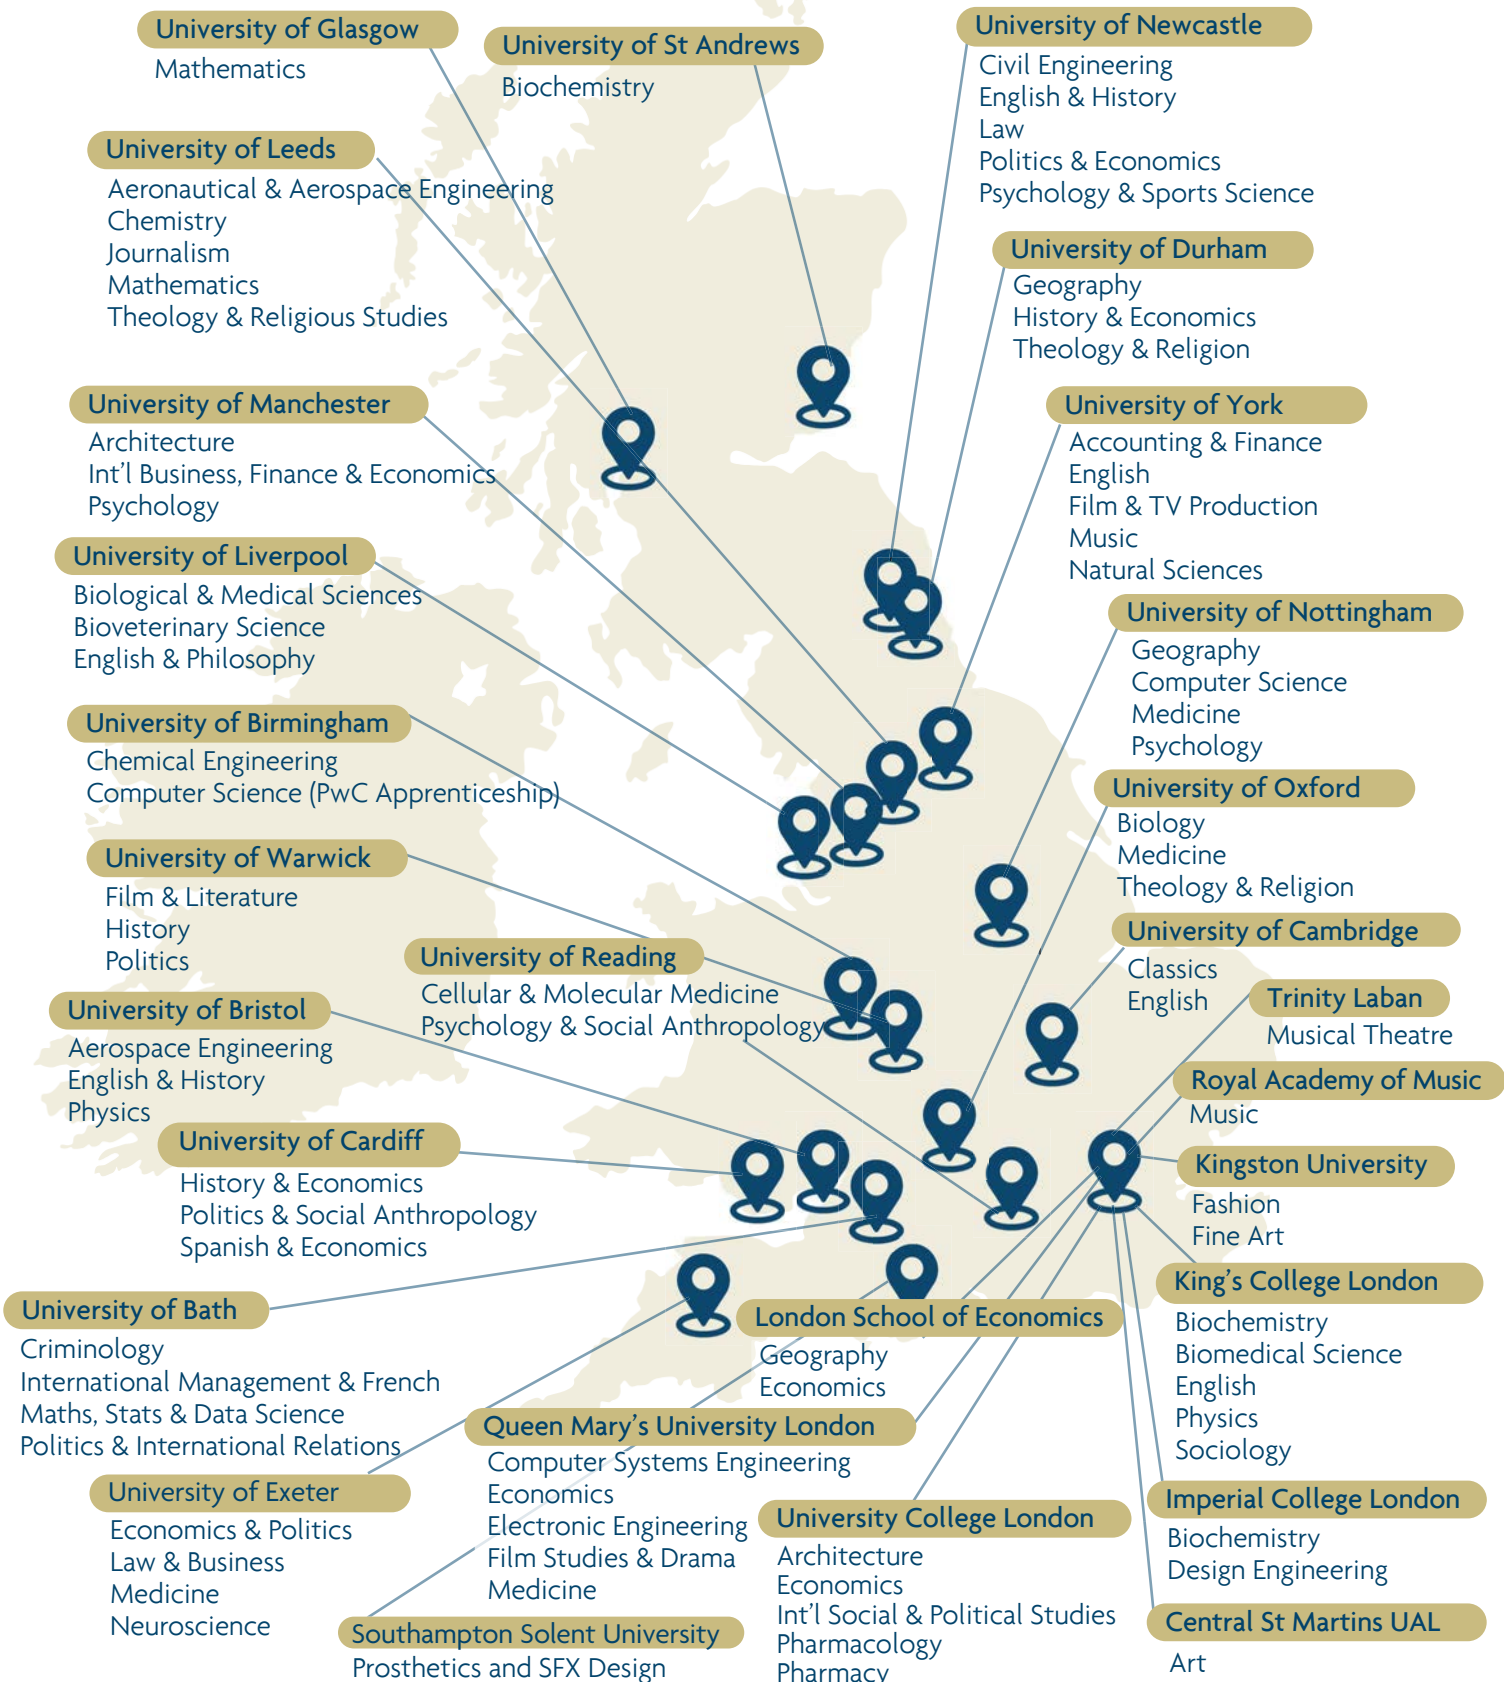 University of Glasgow
Mathematics
University of St Andrews
Biochemistry
University of Newcastle
Civil Engineering
English & History
Law
Politics & Economics
Psychology & Sports Science
University of Leeds
Aeronautical & Aerospace Engineering
Chemistry
Journalism
Mathematics
Theology & Religious Studies
University of Durham
Geography
History & Economics
Theology & Religion
University of Manchester
Architecture
Int'l Business, Finance & Economics
Psychology
University of York
Accounting & Finance
English
Film & TV Production
Music
Natural Sciences
University of Liverpool
Biological & Medical Sciences
Bioveterinary Science
English & Philosophy
University of Nottingham
Geography
Computer Science
Medicine
Psychology
University of Birmingham
Chemical Engineering
Computer Science (PwC Apprenticeship)
University of Oxford
Biology
Medicine
Theology & Religion
University of Warwick
Film & Literature
History
Politics
University of Reading
Cellular & Molecular Medicine
Psychology & Social Anthropology
University of Cambridge
Classics
English
Trinity Laban
Musical Theatre
University of Bristol
Aerospace Engineering
English & History
Physics
Royal Academy of Music
Music
University of Cardiff
History & Economics
Politics & Social Anthropology
Spanish & Economics
Kingston University
Fashion
Fine Art
University of Bath
Criminology
International Management & French
Maths, Stats & Data Science
Politics & International Relations
London School of Economics
Geography
Economics
King's College London
Biochemistry
Biomedical Science
English
Physics
Sociology
Queen Mary's University London
Computer Systems Engineering
Economics
Electronic Engineering
Film Studies & Drama
Medicine
University of Exeter
Economics & Politics
Law & Business
Medicine
Neuroscience
University College London
Architecture
Economics
Int'l Social & Political Studies
Pharmacology
Pharmacy
Imperial College London
Biochemistry
Design Engineering
Southampton Solent University
Prosthetics and SFX Design
Central St Martins UAL
Art